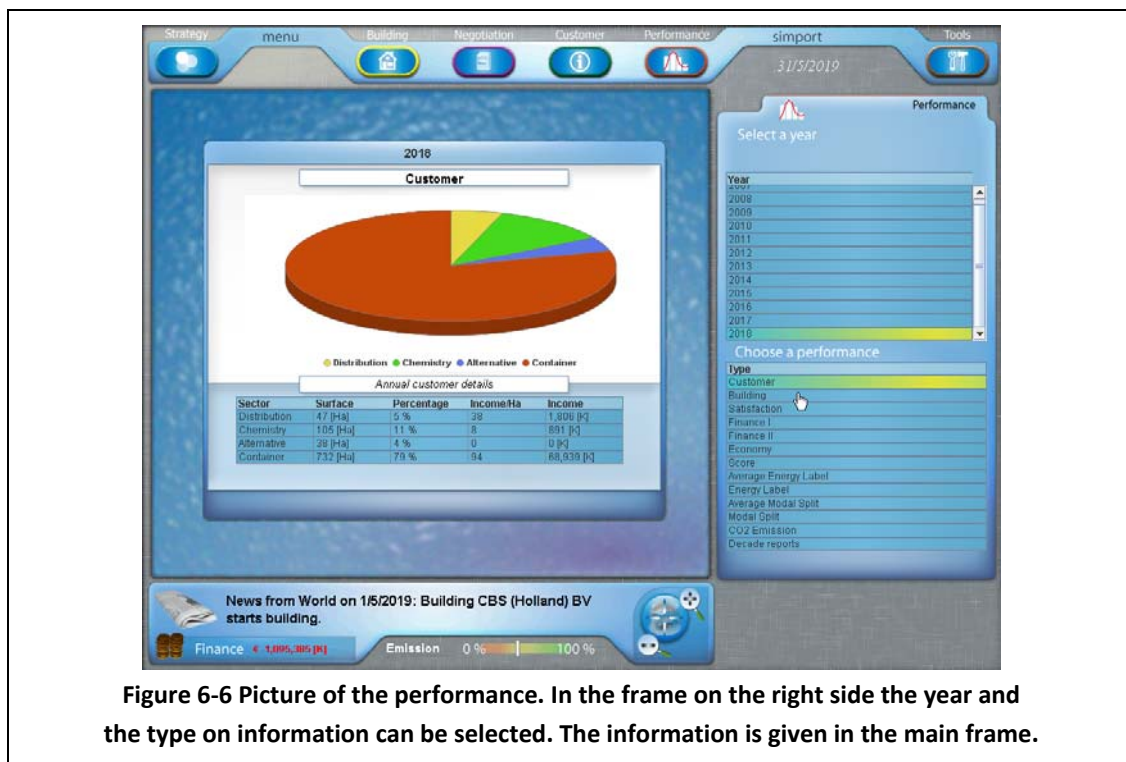 Strategy menu Building Negotiation Customer Performance simport Tools
31/5/2019
2018
Customer
Distribution Chemistry Alternative Container
Annual customer details
Sector Surface Percentage Income/Ha Income
Distribution 47 [Ha] 5 % 38 1,806 [K]
Chemistry 105 [Ha] 11 % 8 891 [K]
Alternative 38 [Ha] 4 % 0 0 [K]
Container 732 [Ha] 79 % 94 68,939 [K]
Performance
Select a year
Year
2007
2008
2009
2010
2011
2012
2013
2014
2015
2016
2017
2018
Choose a performance
Type
Customer
Building
Satisfaction
Finance I
Finance II
Economy
Score
Average Energy Label
Energy Label
Average Modal Split
Modal Split
CO2 Emission
Decade reports
News from World on 1/5/2019: Building CBS (Holland) BV
starts building.
Finance € 1,095,385 [K] Emission 0 % 100 %
Figure 6-6 Picture of the performance. In the frame on the right side the year and
the type on information can be selected. The information is given in the main frame.